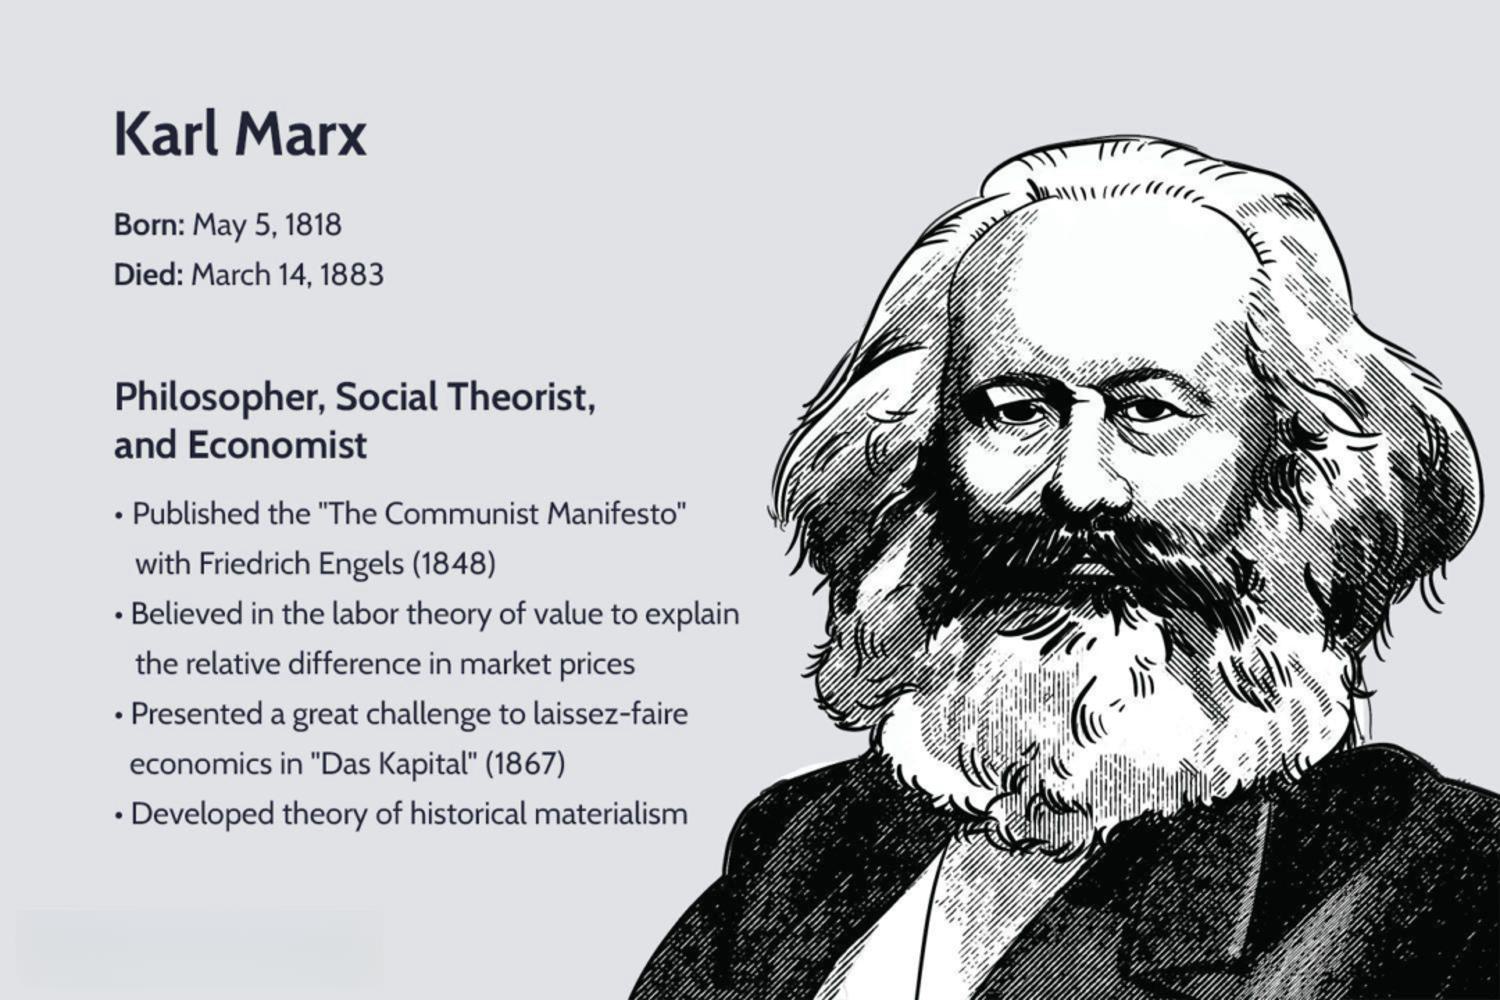 Karl Marx
Born: May 5, 1818
Died: March 14, 1883
Philosopher, Social Theorist,
and Economist
• Published the "The Communist Manifesto"
with Friedrich Engels (1848)
• Believed in the labor theory of value to explain
the relative difference in market prices
• Presented a great challenge to laissez-faire
economics in "Das Kapital" (1867)
• Developed theory of historical materialism